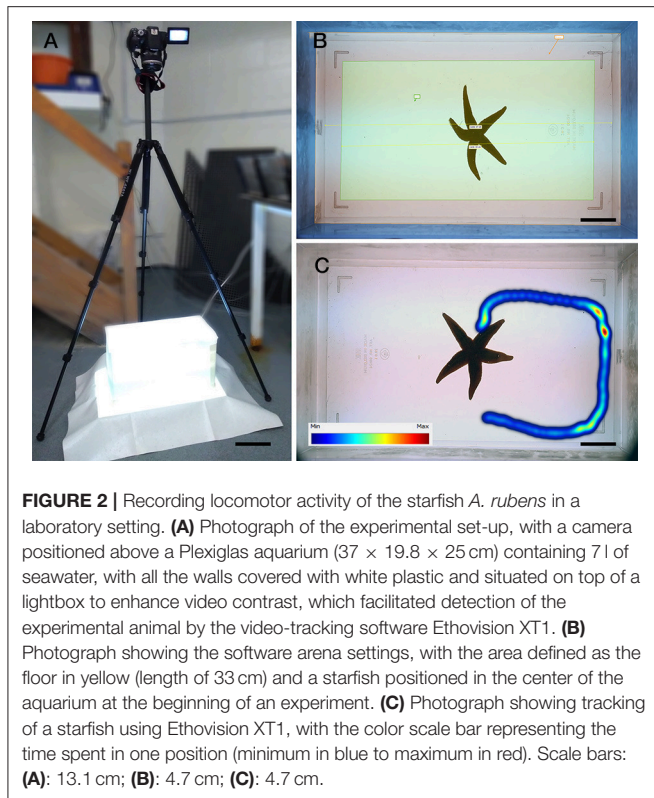 A
B
C
Min
Max
FIGURE 2 | Recording locomotor activity of the starfish A. rubens in a
laboratory setting. (A) Photograph of the experimental set-up, with a camera
positioned above a Plexiglas aquarium (37 × 19.8 × 25 cm) containing 7 l of
seawater, with all the walls covered with white plastic and situated on top of a
lightbox to enhance video contrast, which facilitated detection of the
experimental animal by the video-tracking software Ethovision XT1. (B)
Photograph showing the software arena settings, with the area defined as the
floor in yellow (length of 33 cm) and a starfish positioned in the center of the
aquarium at the beginning of an experiment. (C) Photograph showing tracking
of a starfish using Ethovision XT1, with the color scale bar representing the
time spent in one position (minimum in blue to maximum in red). Scale bars:
(A): 13.1 cm; (B): 4.7 cm; (C): 4.7 cm.